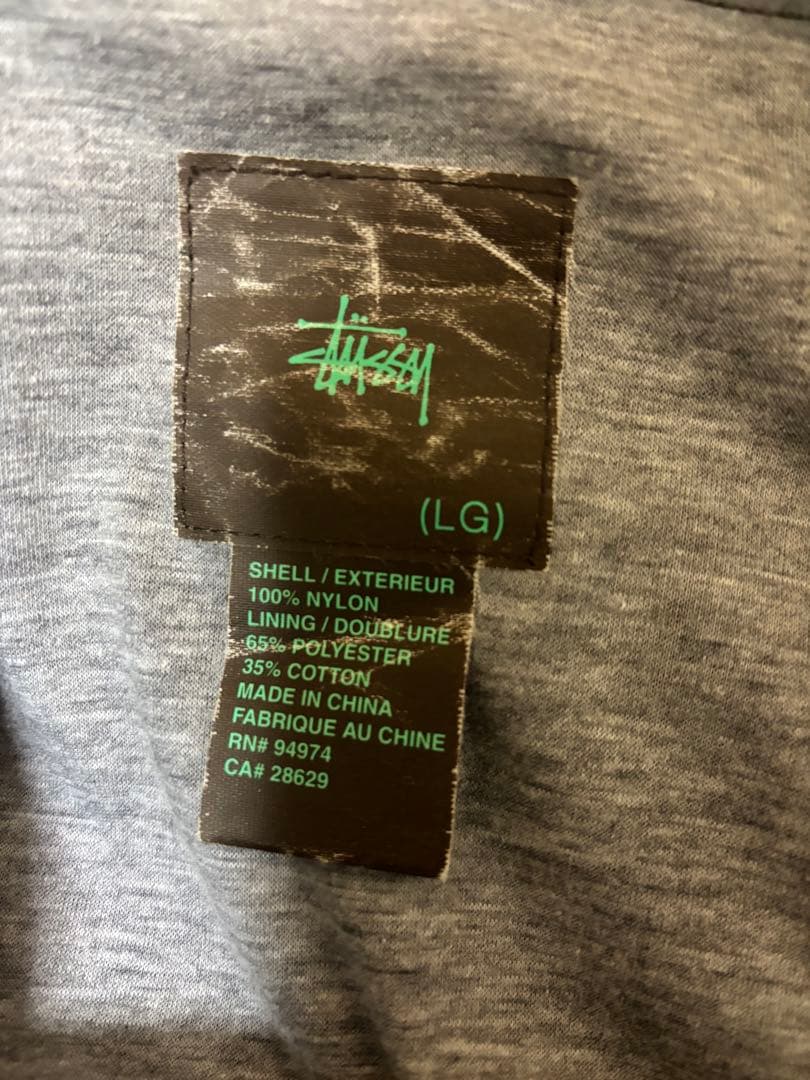 Stüssy
(LG)
SHELL / EXTERIEUR
100% NYLON
LINING / DOUBLURE
65% POLYESTER
35% COTTON
MADE IN CHINA
FABRIQUE AU CHINE
RN# 94974
CA# 28629